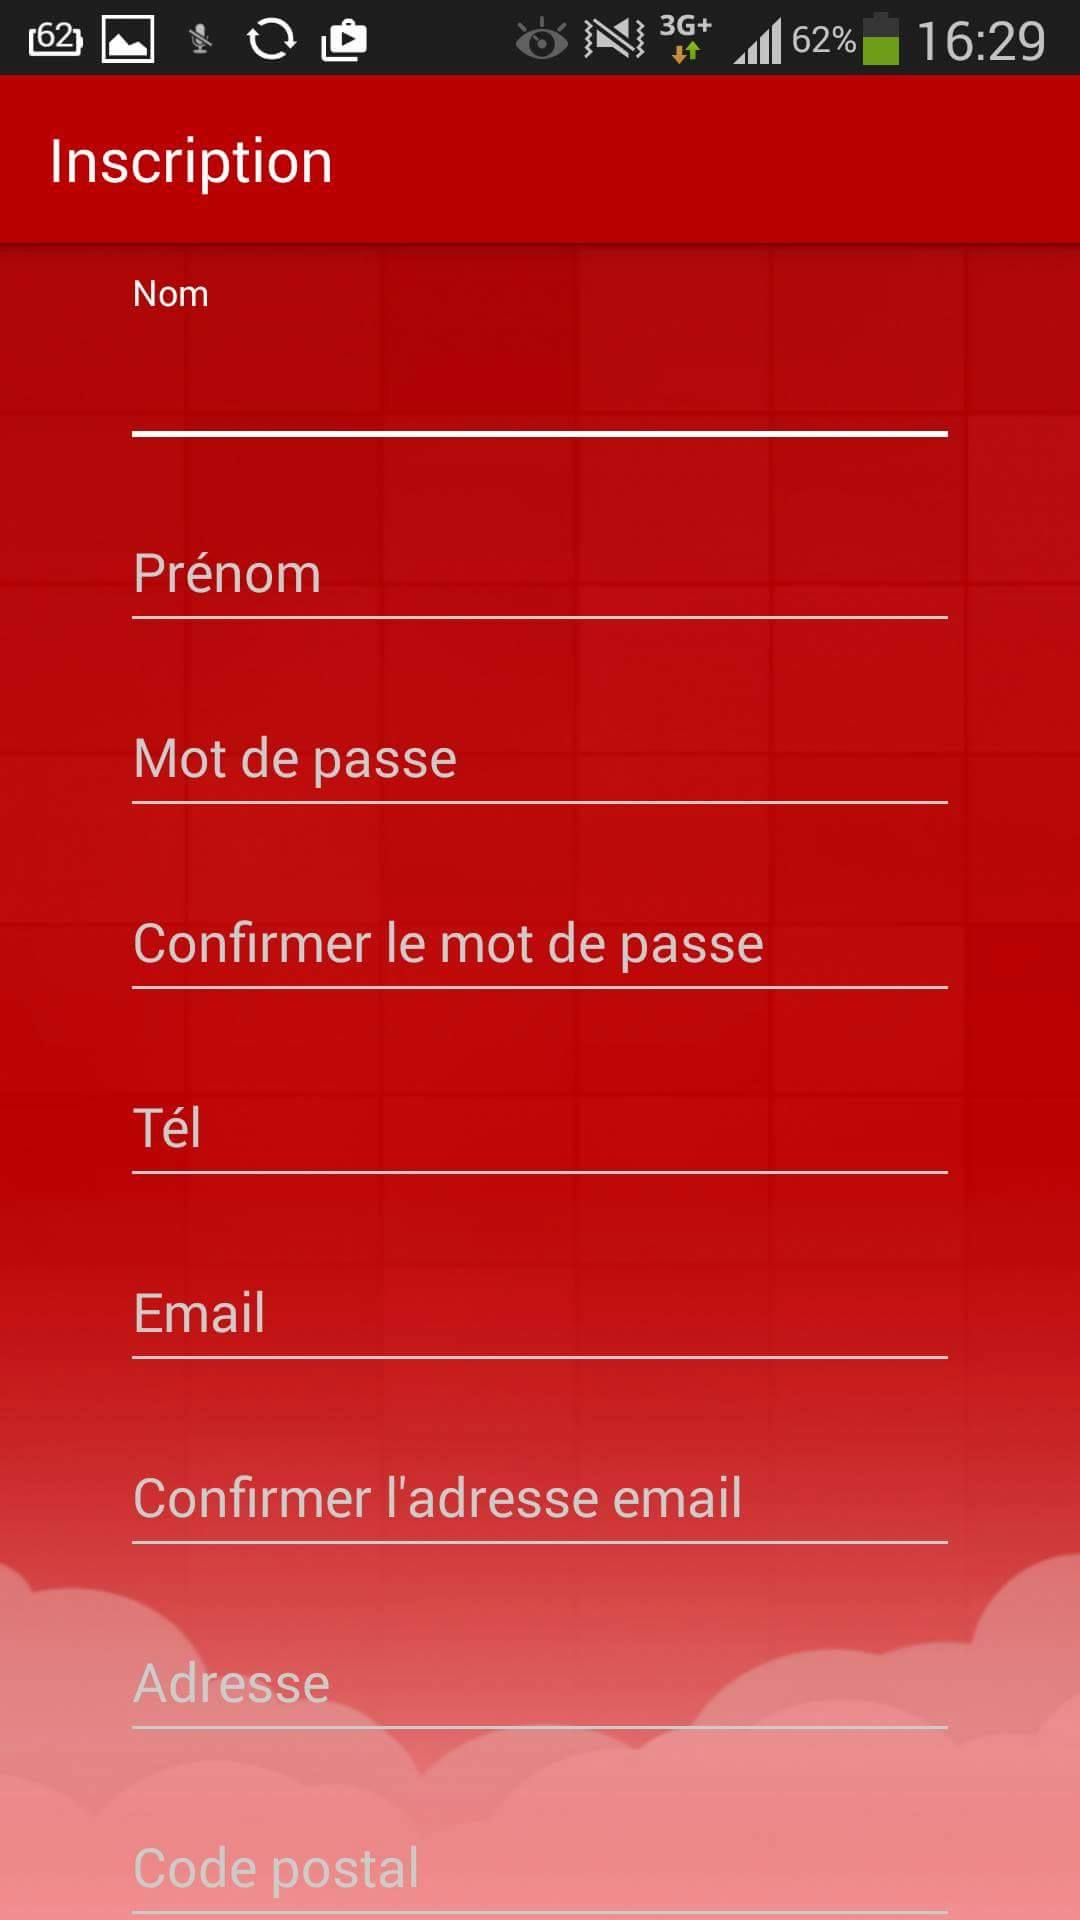 62 3G+ 62% 16:29
Inscription
Nom
Prénom
Mot de passe
Confirmer le mot de passe
Tél
Email
Confirmer l'adresse email
Adresse
Code postal